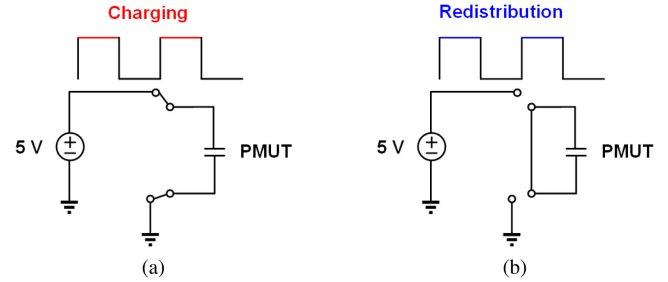 Charging
Redistribution
5 V
PMUT
5 V
PMUT
(a)
(b)